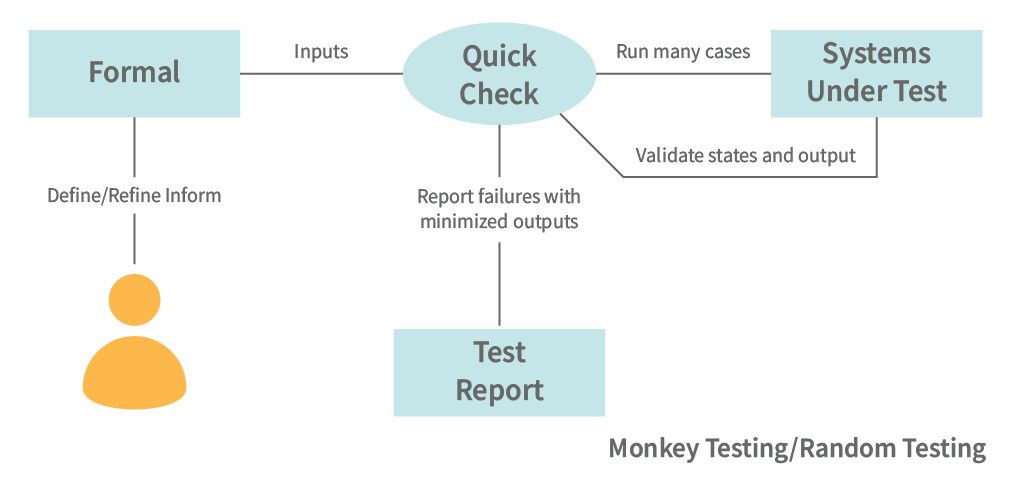 Formal
Inputs
Quick
Check
Run many cases
Systems
Under Test
Validate states and output
Define/Refine Inform
Report failures with
minimized outputs
Test
Report
Monkey Testing/Random Testing